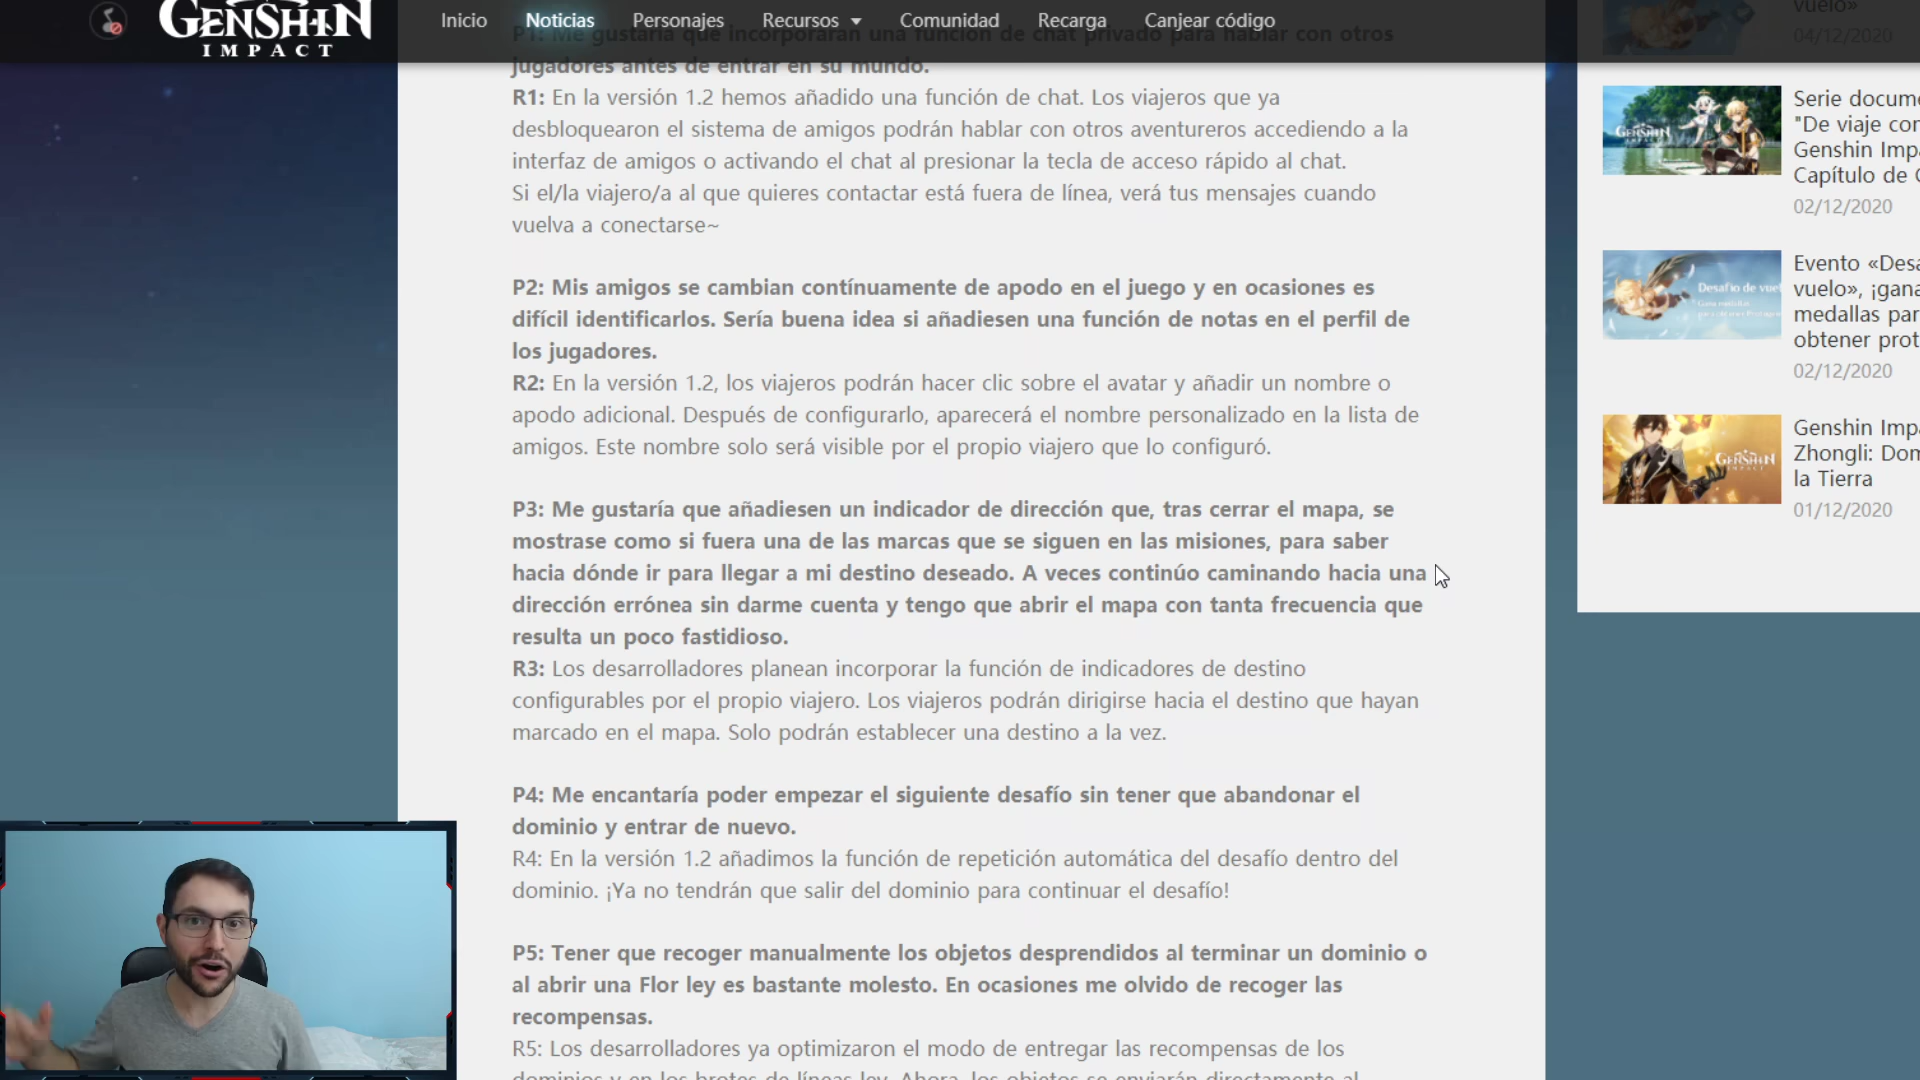 GENSHIN
IMPACT
Inicio Noticias Personajes Recursos Comunidad Recarga Canjear código
P1: Me gustaría que incorporaran una función de chat privado para hablar con otros
jugadores antes de entrar en su mundo.
R1: En la versión 1.2 hemos añadido una función de chat. Los viajeros que ya
desbloquearon el sistema de amigos podrán hablar con otros aventureros accediendo a la
interfaz de amigos o activando el chat al presionar la tecla de acceso rápido al chat.
Si el/la viajero/a al que quieres contactar está fuera de línea, verá tus mensajes cuando
vuelva a conectarse~
P2: Mis amigos se cambian contínuamente de apodo en el juego y en ocasiones es
difícil identificarlos. Sería buena idea si añadiesen una función de notas en el perfil de
los jugadores.
R2: En la versión 1.2, los viajeros podrán hacer clic sobre el avatar y añadir un nombre o
apodo adicional. Después de configurarlo, aparecerá el nombre personalizado en la lista de
amigos. Este nombre solo será visible por el propio viajero que lo configuró.
P3: Me gustaría que añadiesen un indicador de dirección que, tras cerrar el mapa, se
mostrase como si fuera una de las marcas que se siguen en las misiones, para saber
hacia dónde ir para llegar a mi destino deseado. A veces continúo caminando hacia una
dirección errónea sin darme cuenta y tengo que abrir el mapa con tanta frecuencia que
resulta un poco fastidioso.
R3: Los desarrolladores planean incorporar la función de indicadores de destino
configurables por el propio viajero. Los viajeros podrán dirigirse hacia el destino que hayan
marcado en el mapa. Solo podrán establecer una destino a la vez.
P4: Me encantaría poder empezar el siguiente desafío sin tener que abandonar el
dominio y entrar de nuevo.
R4: En la versión 1.2 añadimos la función de repetición automática del desafío dentro del
dominio. ¡Ya no tendrán que salir del dominio para continuar el desafío!
P5: Tener que recoger manualmente los objetos desprendidos al terminar un dominio o
al abrir una Flor ley es bastante molesto. En ocasiones me olvido de recoger las
recompensas.
R5: Los desarrolladores ya optimizaron el modo de entregar las recompensas de los
dominios y en los brotes de líneas ley. Ahora, los objetos se enviarán directamente al
vuelo»
04/12/2020
GENSHIN
Serie docume
"De viaje con
Genshin Impa
Capítulo de
02/12/2020
Desafío de vuel
Evento «Desa
vuelo», ¡gana
medallas par
obtener prot
02/12/2020
GENSHIN
IMPACT
Genshin Impa
Zhongli: Dom
la Tierra
01/12/2020